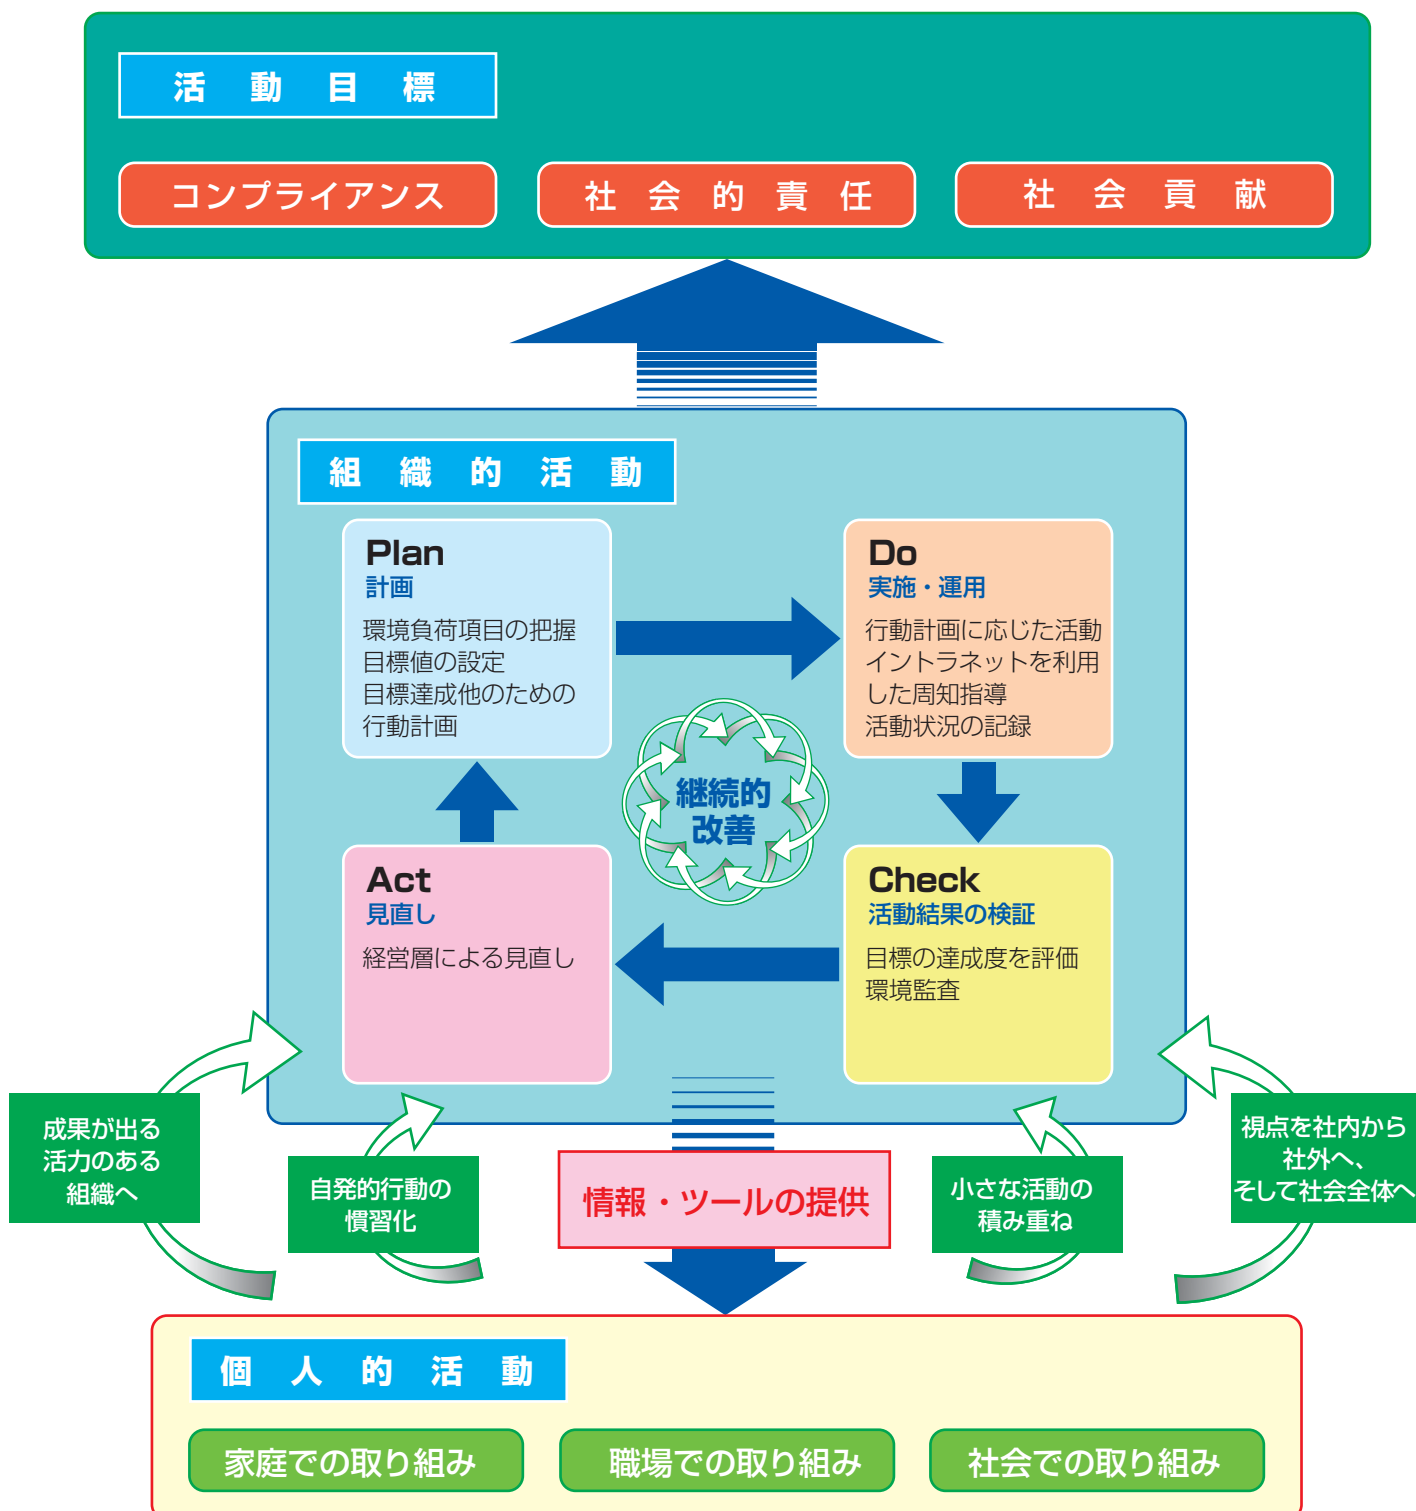 活動目標
コンプライアンス
社会的責任
社会貢献
組織的活動
Plan
計画
環境負荷項目の把握
目標値の設定
目標達成他のための
行動計画
Do
実施・運用
行動計画に応じた活動
イントラネットを利用
した周知指導
活動状況の記録
継続的
改善
Act
見直し
経営層による見直し
Check
活動結果の検証
目標の達成度を評価
環境監査
成果が出る
活力のある
組織へ
自発的行動の
慣習化
情報・ツールの提供
小さな活動の
積み重ね
視点を社内から
社外へ、
そして社会全体へ
個人的活動
家庭での取り組み
職場での取り組み
社会での取り組み